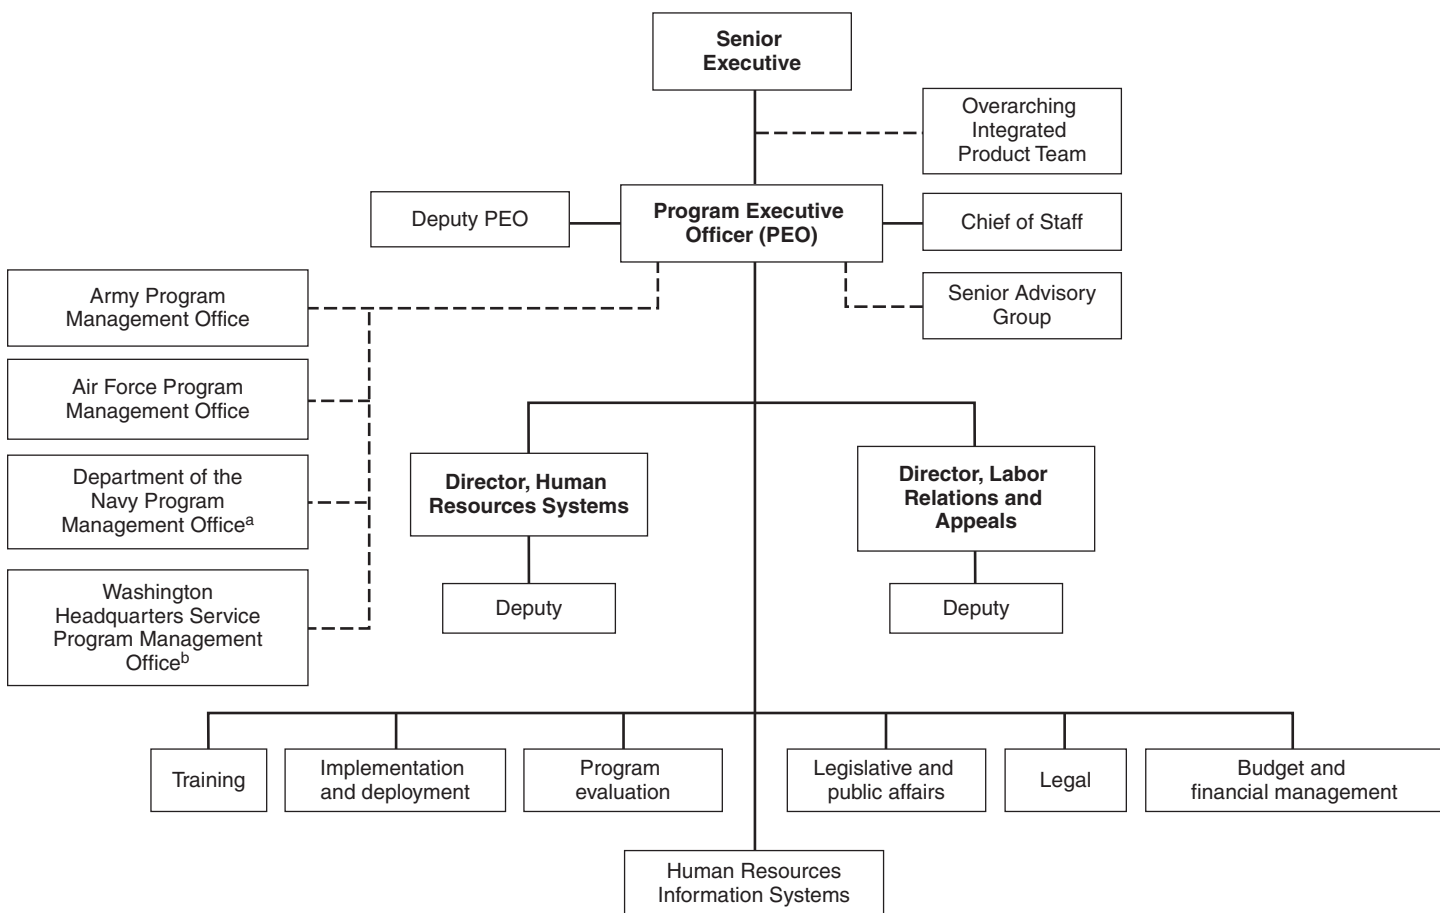 Senior
Executive
Overarching
Integrated
Product Team
Deputy PEO
Program Executive
Officer (PEO)
Chief of Staff
Army Program
Management Office
Senior Advisory
Group
Air Force Program
Management Office
Department of the
Navy Program
Management Officeᵃ
Director, Human
Resources Systems
Director, Labor
Relations and
Appeals
Washington
Headquarters Service
Program Management
Officeᵇ
Deputy
Deputy
Training
Implementation
and deployment
Program
evaluation
Legislative and
public affairs
Legal
Budget and
financial management
Human Resources
Information Systems